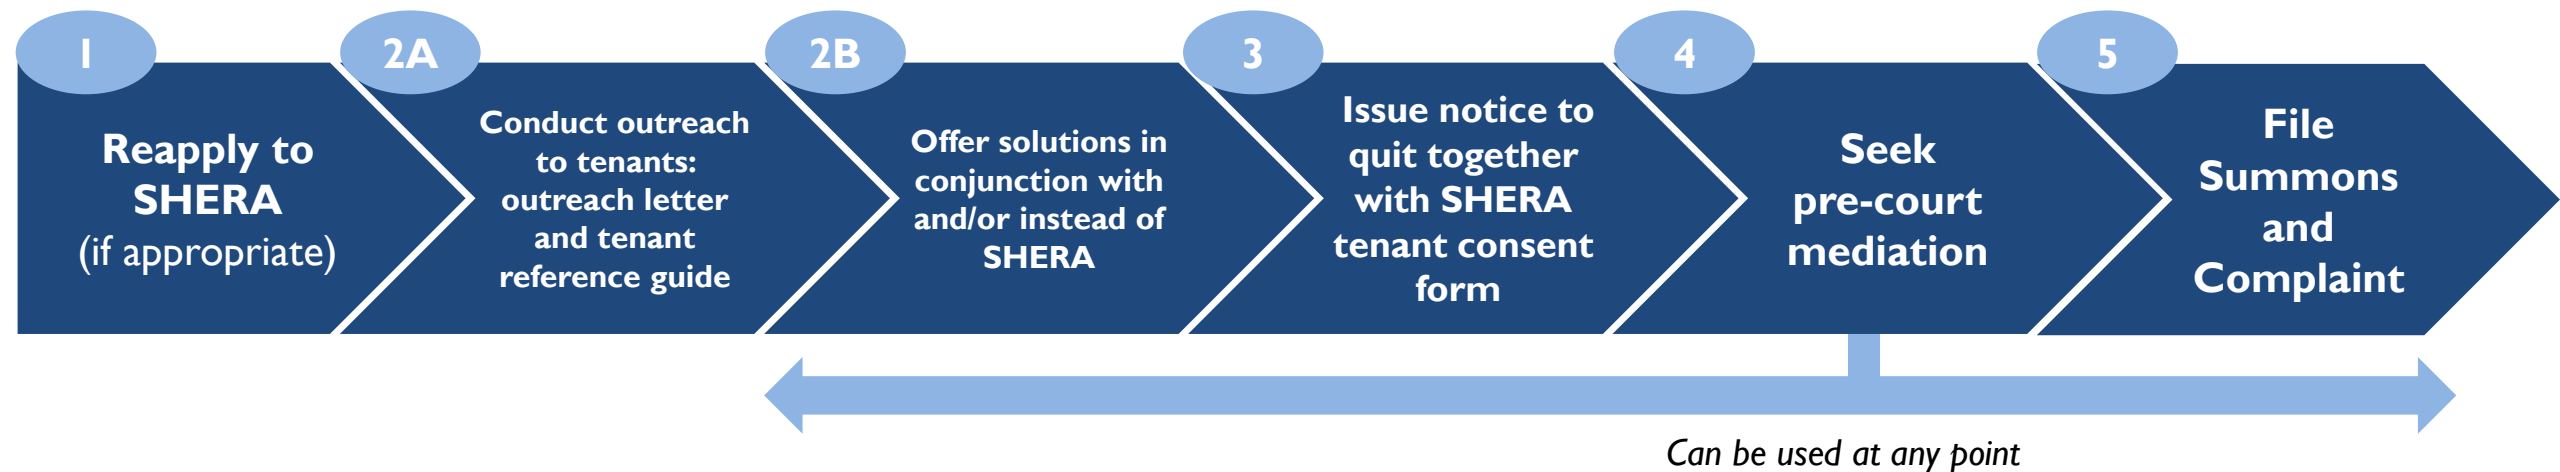 1
Reapply to
SHERA
(if appropriate)
2A
Conduct outreach
to tenants:
outreach letter
and tenant
reference guide
2B
Offer solutions in
conjunction with
and/or instead of
SHERA
3
Issue notice to
quit together
with SHERA
tenant consent
form
4
Seek
pre-court
mediation
5
File
Summons
and
Complaint
Can be used at any point